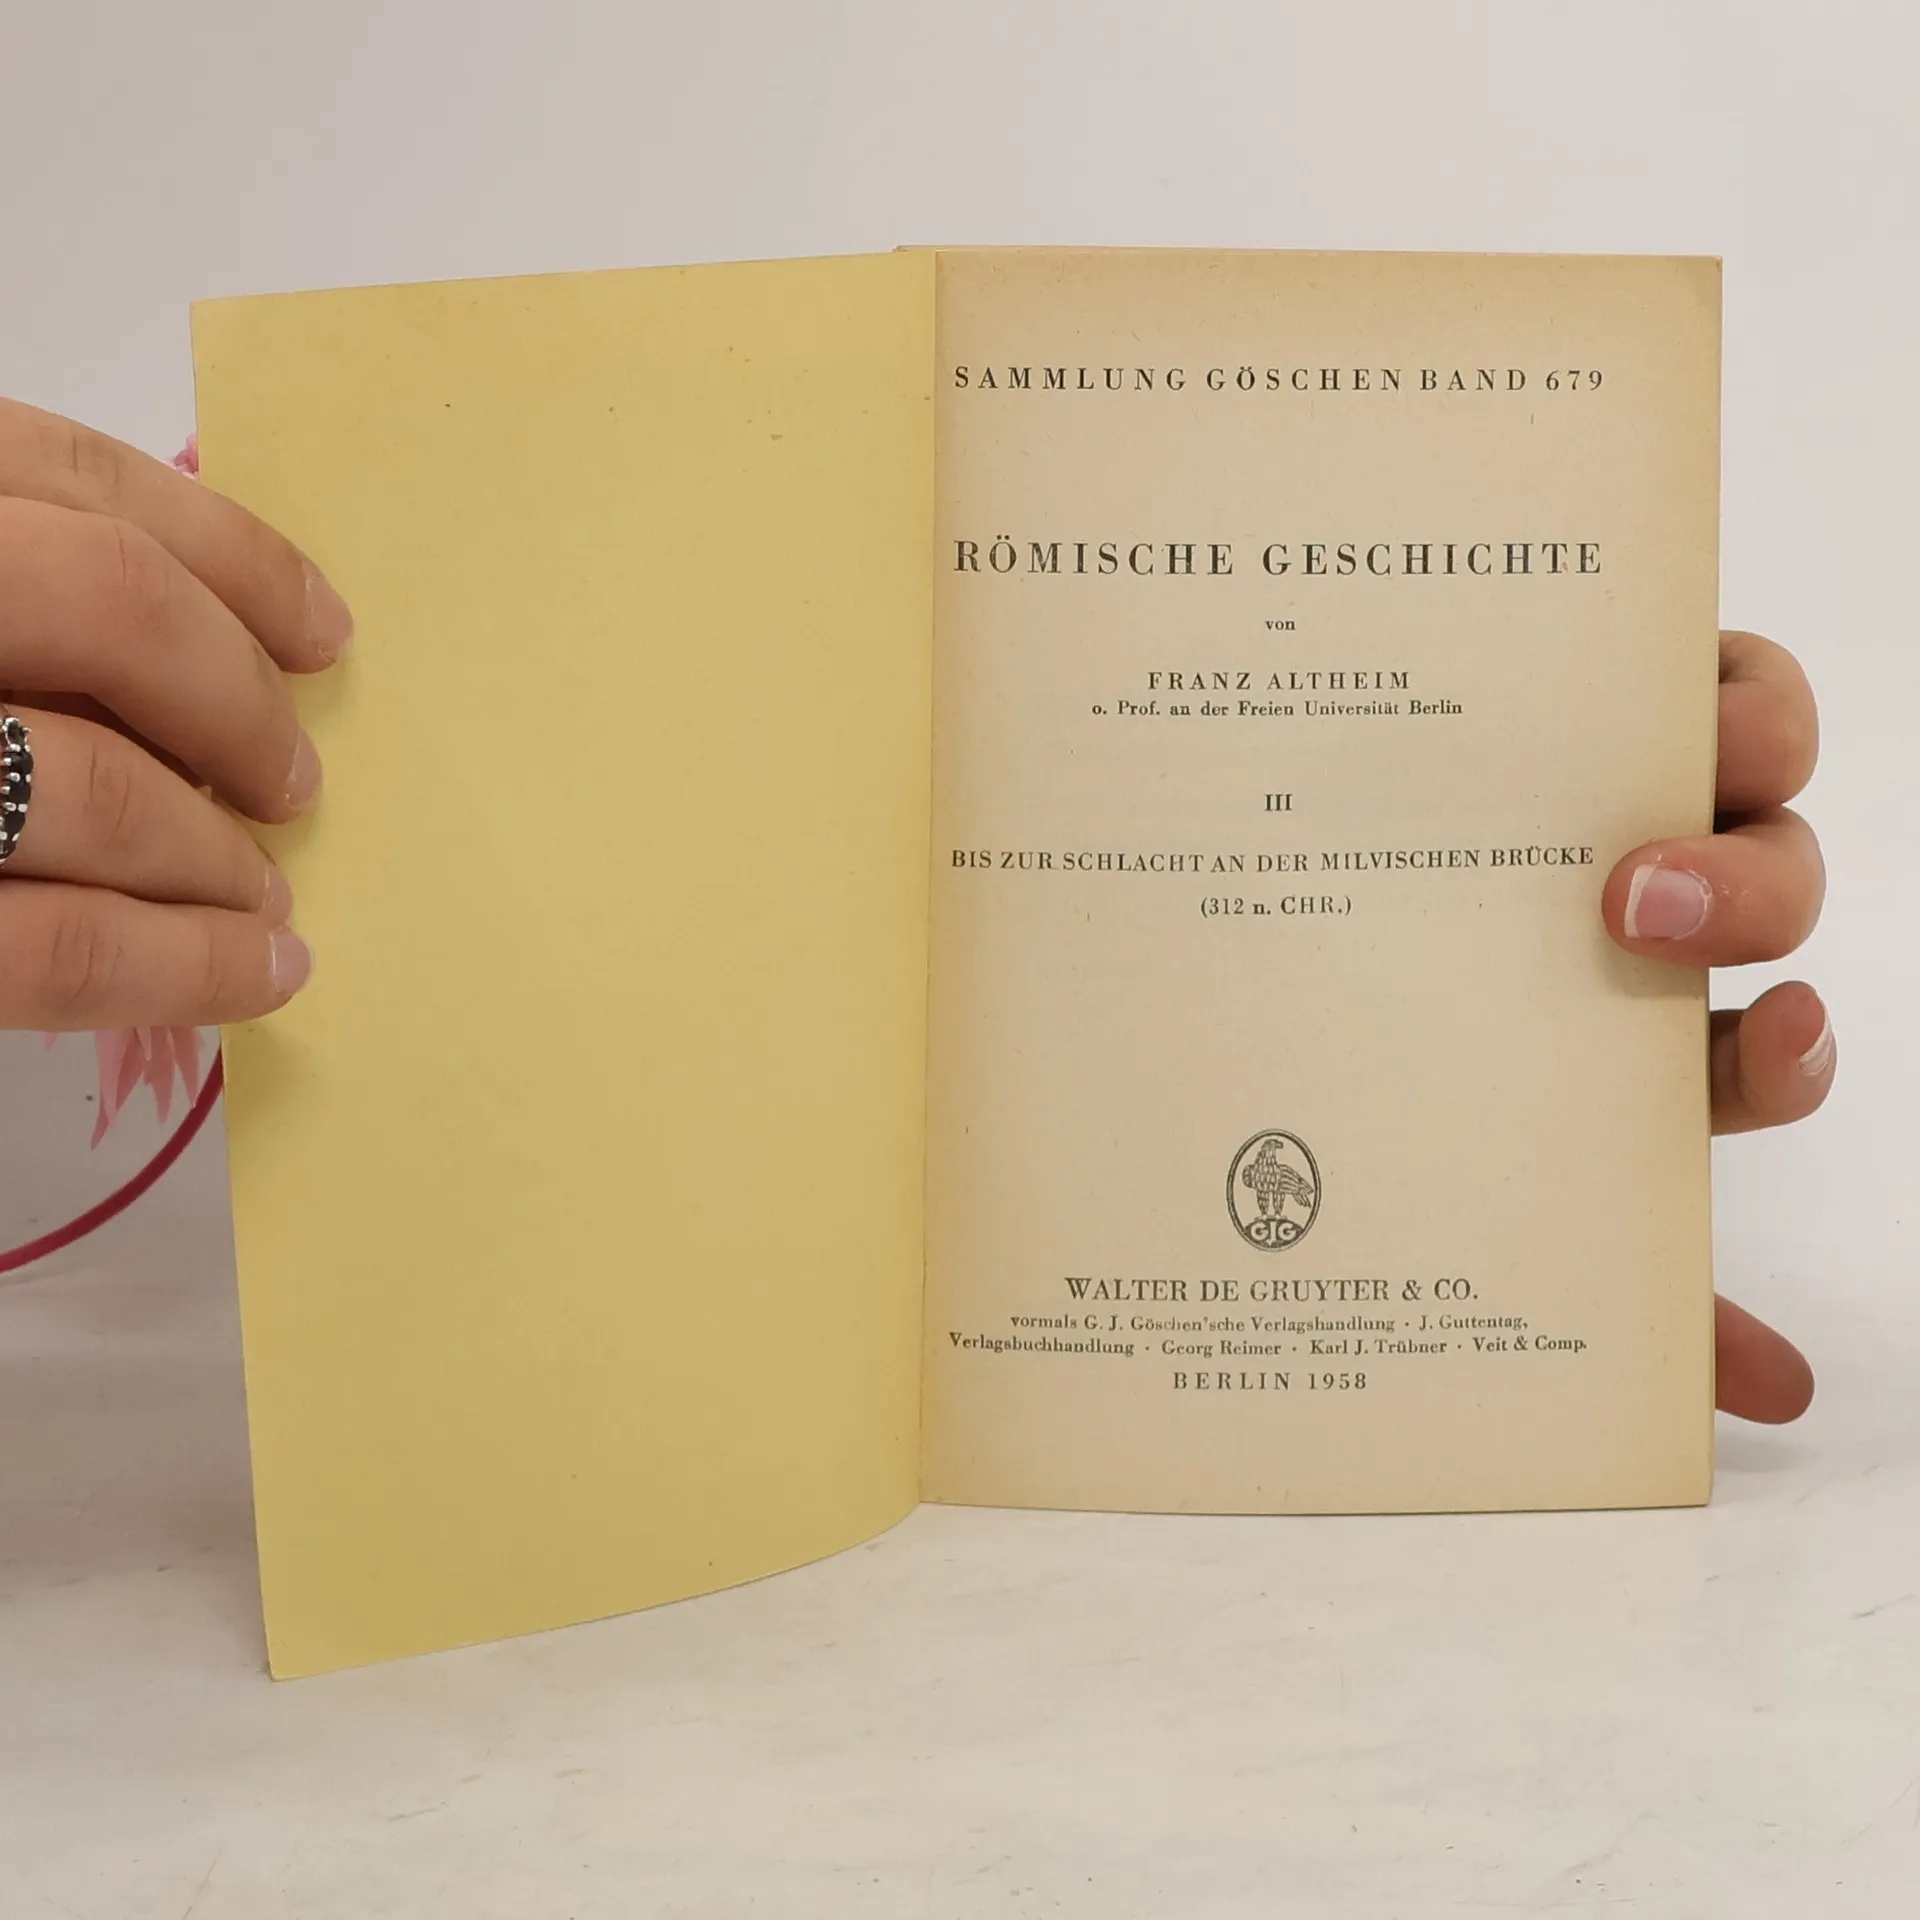 SAMMLUNG GÖSCHEN BAND 679
RÖMISCHE GESCHICHTE
von
FRANZ ALTHEIM
o. Prof. an der Freien Universität Berlin
III
BIS ZUR SCHLACHT AN DER MILVISCHEN BRÜCKE
(312 n. CHR.)
GJG
WALTER DE GRUYTER & CO.
vormals G. J. Göschen'sche Verlagshandlung · J. Guttentag,
Verlagsbuchhandlung · Georg Reimer · Karl J. Trübner · Veit & Comp.
BERLIN 1958